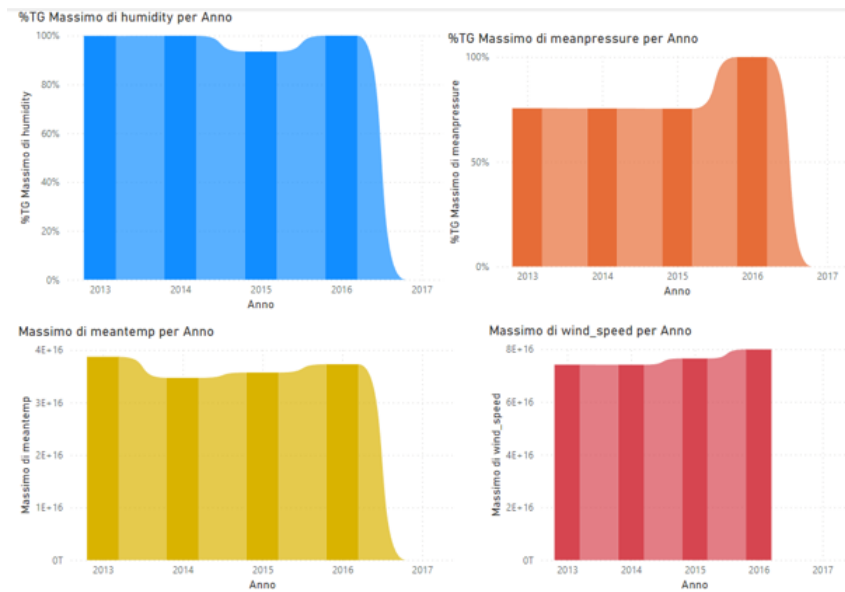 %TG Massimo di humidity per Anno
%TG Massimo di humidity
100%
80%
60%
40%
20%
0%
2013 2014 2015 2016 2017
Anno
%TG Massimo di meanpressure per Anno
%TG Massimo di meanpressure
100%
50%
0%
2013 2014 2015 2016 2017
Anno
Massimo di meantemp per Anno
Massimo di meantemp
4E+16
3E+16
2E+16
1E+16
0T
2013 2014 2015 2016 2017
Anno
Massimo di wind_speed per Anno
Massimo di wind_speed
8E+16
6E+16
4E+16
2E+16
0T
2013 2014 2015 2016 2017
Anno